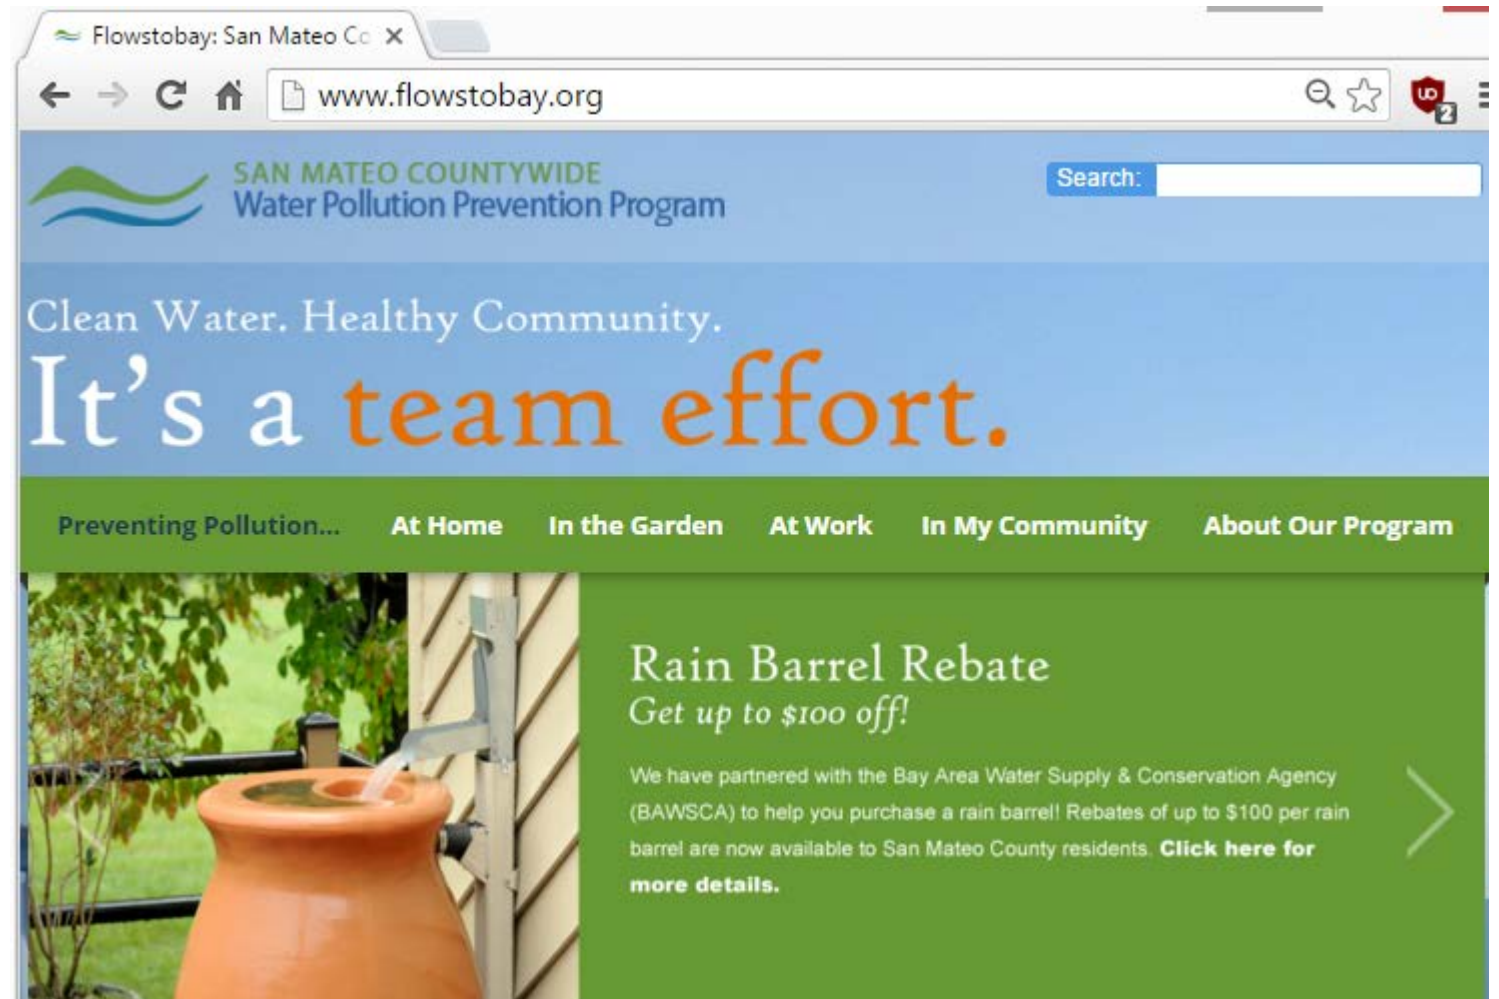 Flowstobay: San Mateo Co
www.flowstobay.org
2
SAN MATEO COUNTYWIDE
Water Pollution Prevention Program
Search:
Clean Water. Healthy Community.
It's a team effort.
Preventing Pollution... At Home In the Garden At Work In My Community About Our Program
Rain Barrel Rebate
Get up to $100 off!
We have partnered with the Bay Area Water Supply & Conservation Agency
(BAWSCA) to help you purchase a rain barrel! Rebates of up to $100 per rain
barrel are now available to San Mateo County residents. Click here for
more details.